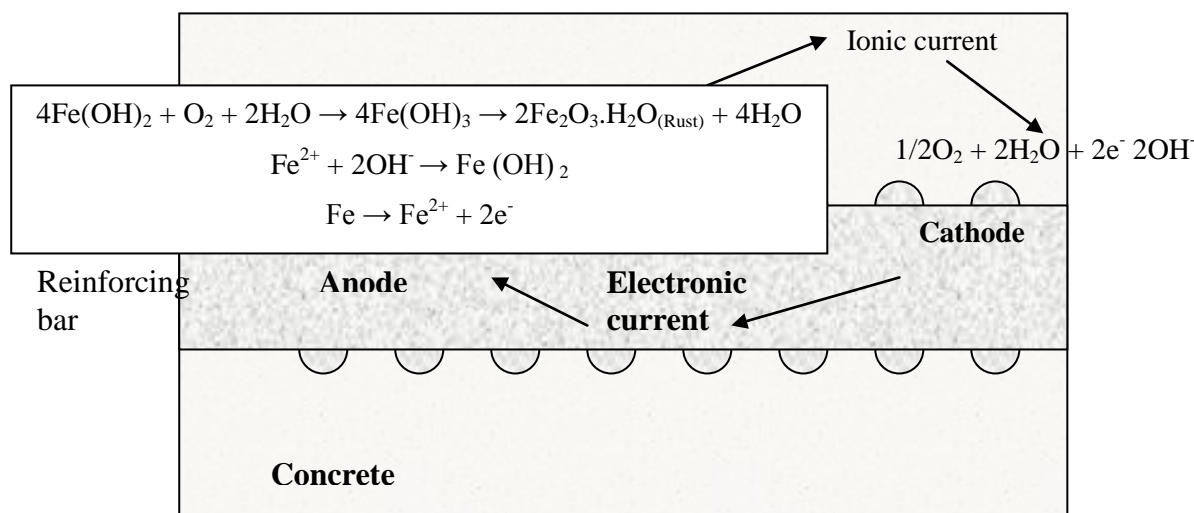 Ionic current
4Fe(OH)₂ + O₂ + 2H₂O → 4Fe(OH)₃ → 2Fe₂O₃.H₂O₍Rust₎ + 4H₂O
1/2O₂ + 2H₂O + 2e⁻ 2OH⁻
Fe²⁺ + 2OH⁻ → Fe (OH) ₂
Fe → Fe²⁺ + 2e⁻
Cathode
Reinforcing
bar
Anode
Electronic
current
Concrete